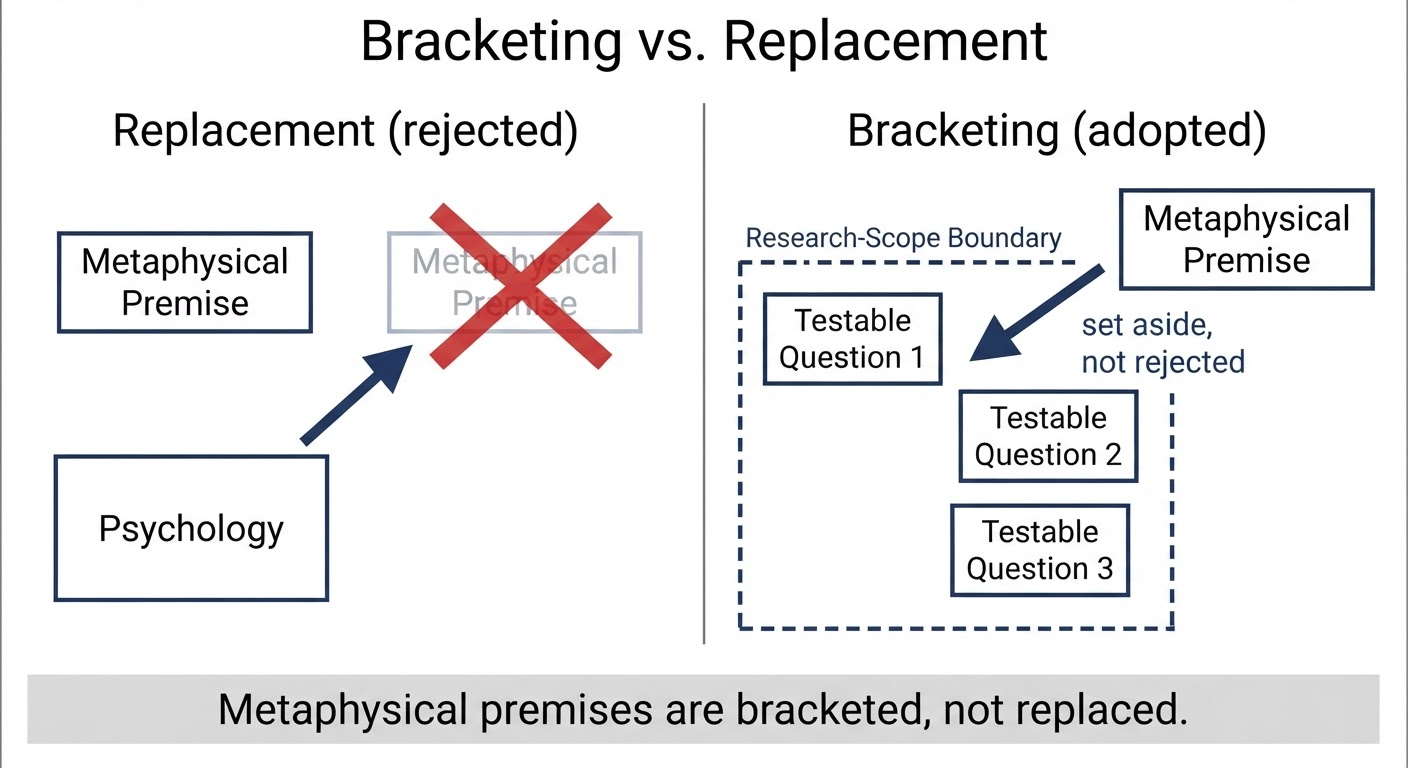 Bracketing vs. Replacement
Replacement (rejected)
Metaphysical
Premise
Metaphysical
Premise
Psychology
Bracketing (adopted)
Metaphysical
Premise
Research-Scope Boundary
Testable
Question 1
set aside,
not rejected
Testable
Question 2
Testable
Question 3
Metaphysical premises are bracketed, not replaced.